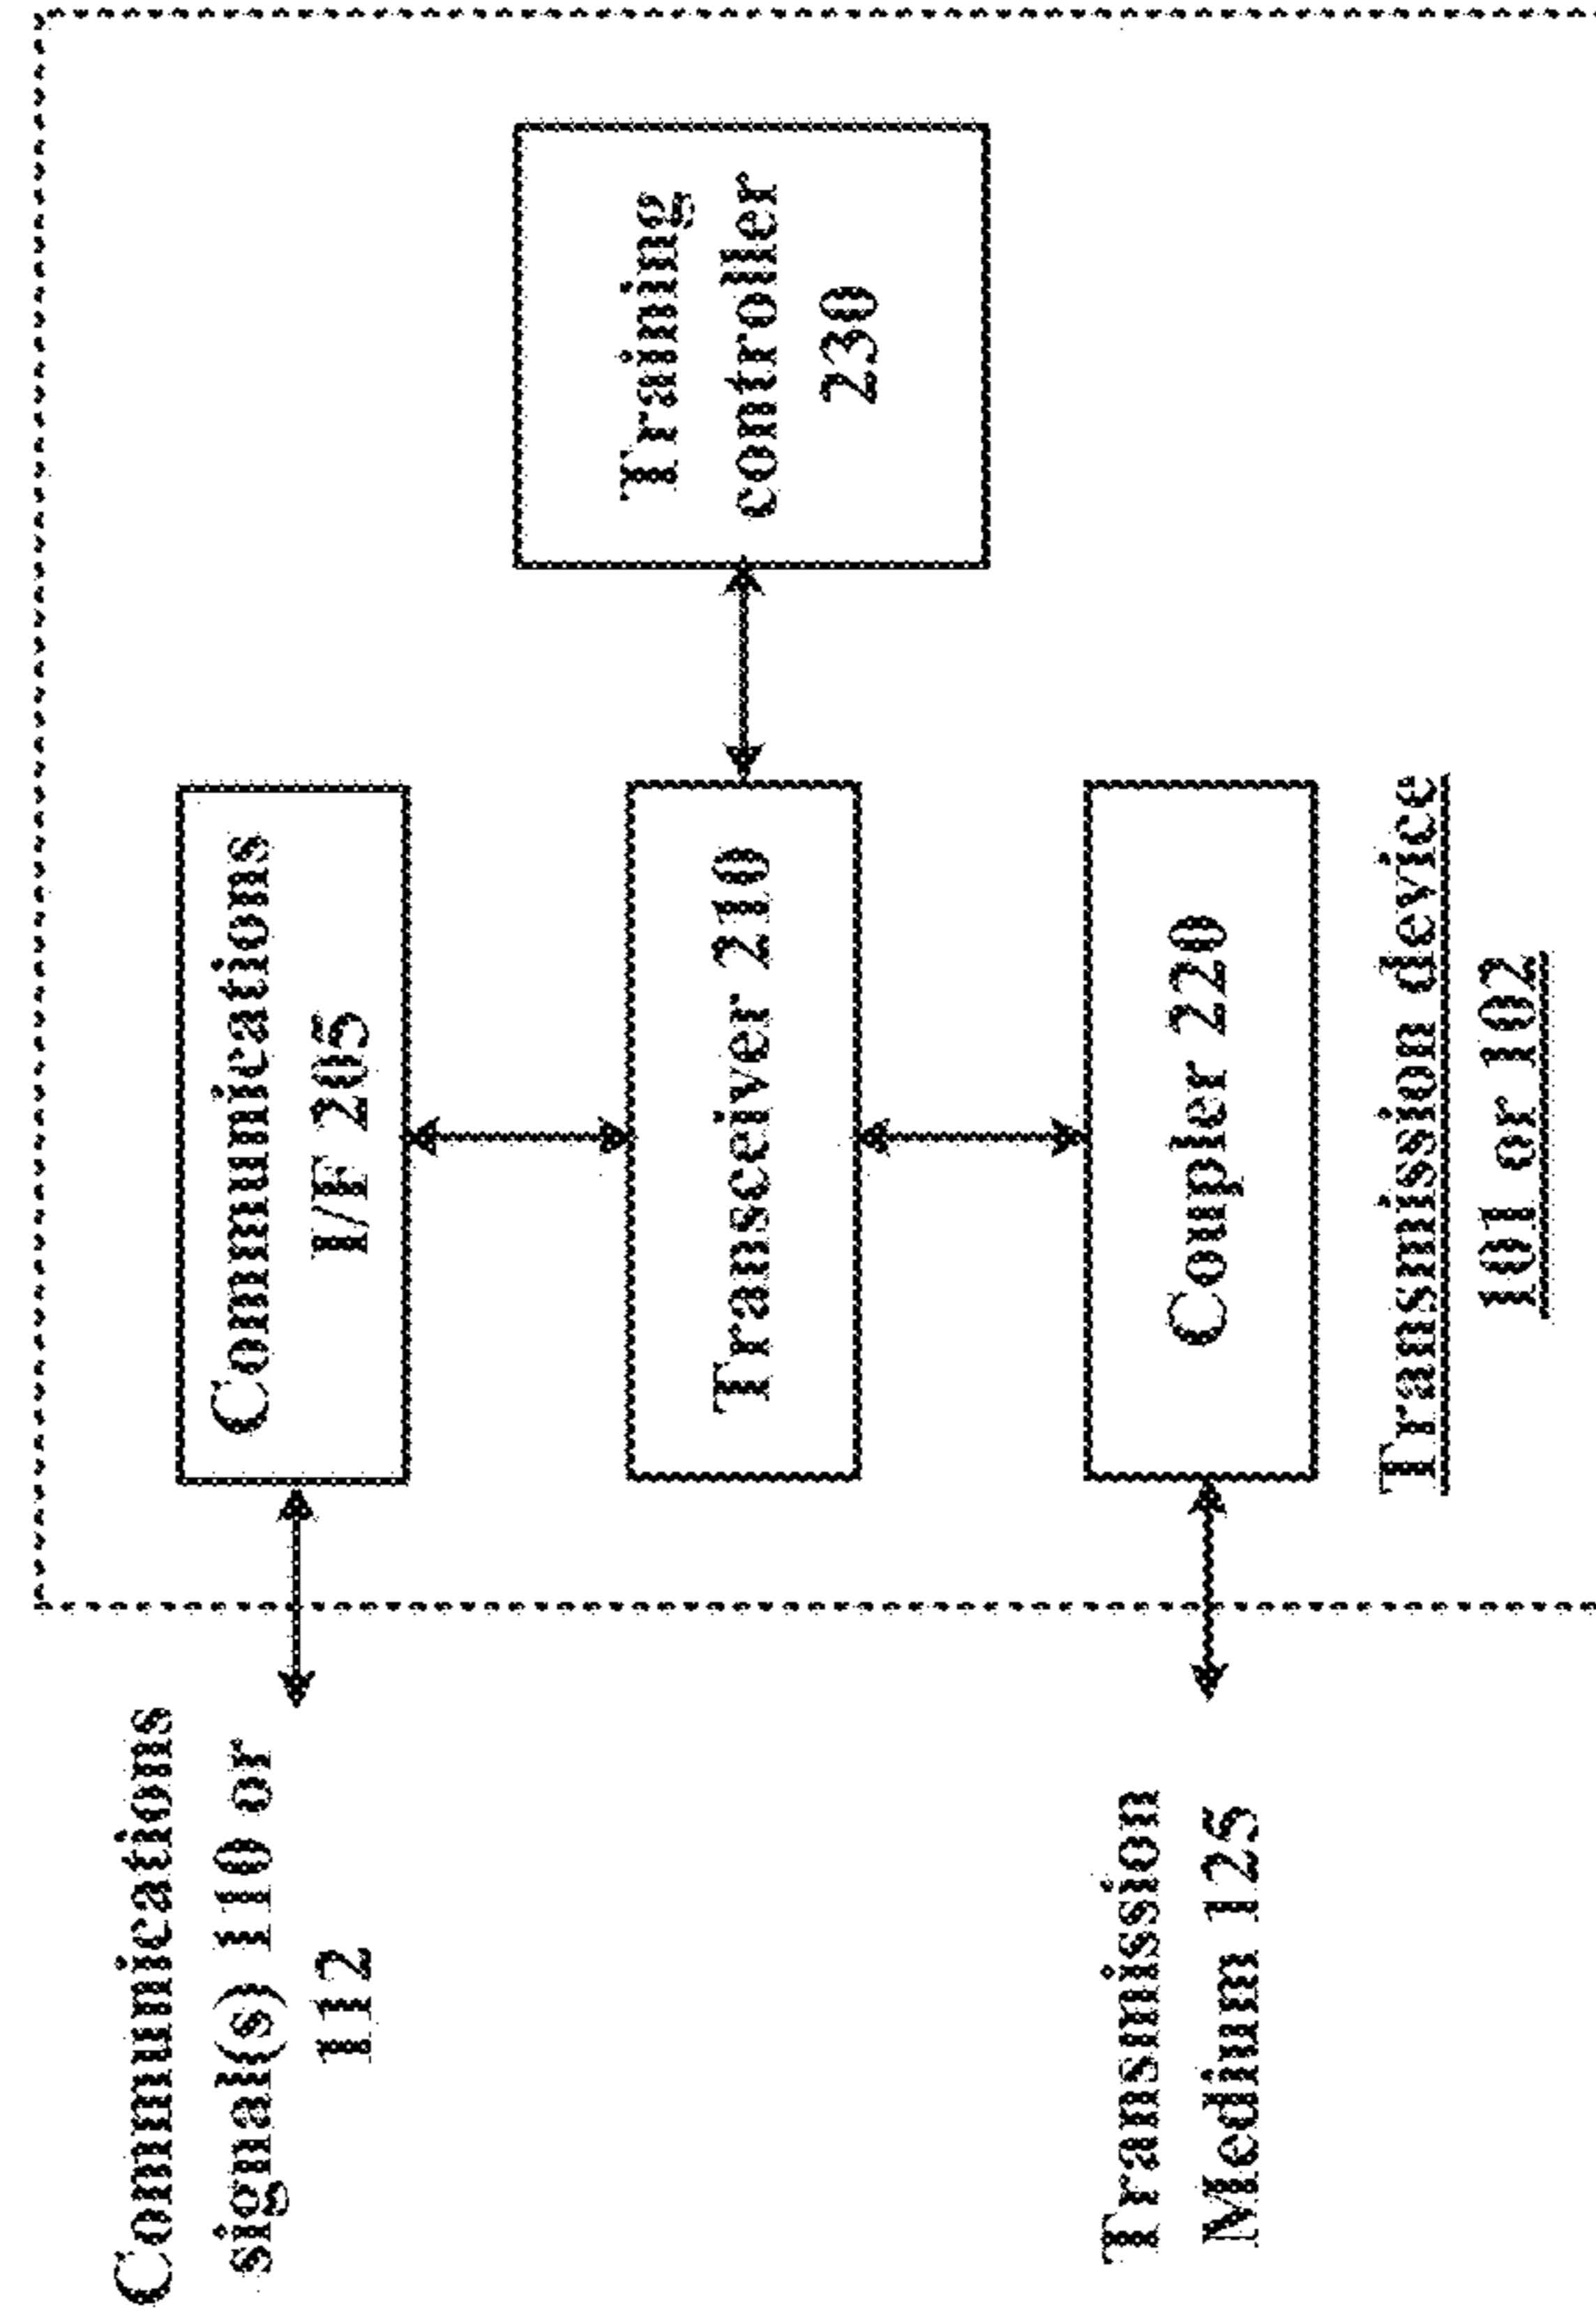 Communications
signal(s) 110 or
112
Communications
I/F 205
Transceiver 210
Training
controller
230
Transmission
Medium 125
Coupler 220
Transmission device
101 or 102